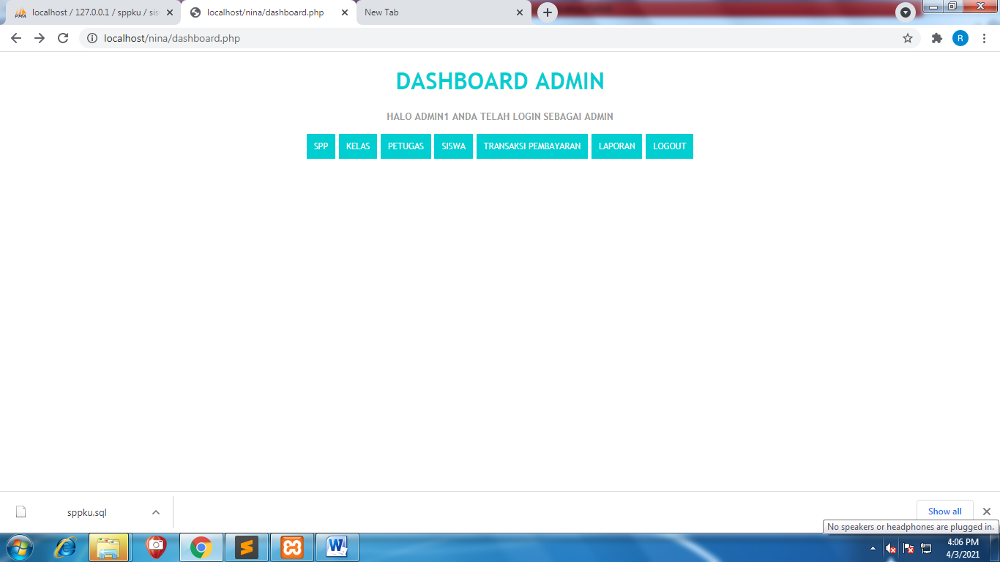 localhost / 127.0.0.1 / sppku / sis
localhost/nina/dashboard.php
New Tab
localhost/nina/dashboard.php
R
DASHBOARD ADMIN
HALO ADMIN1 ANDA TELAH LOGIN SEBAGAI ADMIN
SPP KELAS PETUGAS SISWA TRANSAKSI PEMBAYARAN LAPORAN LOGOUT
sppku.sql
Show all
No speakers or headphones are plugged in.
4:06 PM
4/3/2021